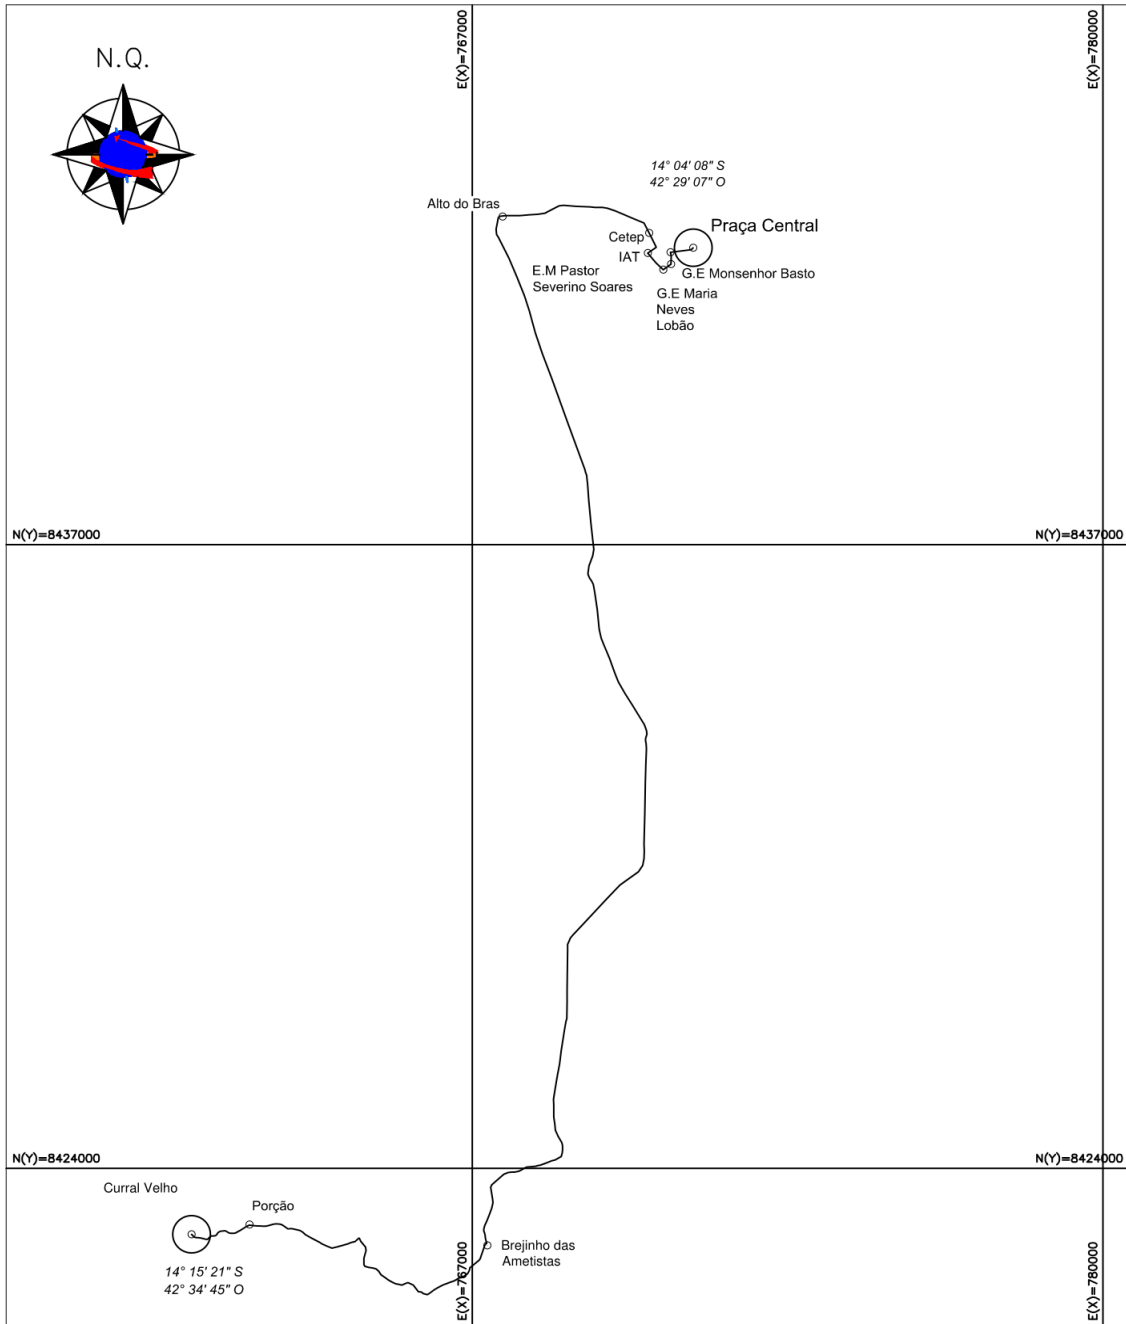 E(X)=767000
E(X)=780000
N.Q.
14° 04' 08" S
42° 29' 07" O
Alto do Bras
Praça Central
Cetep
IAT
E.M Pastor
Severino Soares
G.E Monsenhor Basto
G.E Maria
Neves
Lobão
N(Y)=8437000
N(Y)=8437000
N(Y)=8424000
N(Y)=8424000
Curral Velho
Porção
Brejinho das
Ametistas
14° 15' 21" S
42° 34' 45" O
E(X)=767000
E(X)=780000